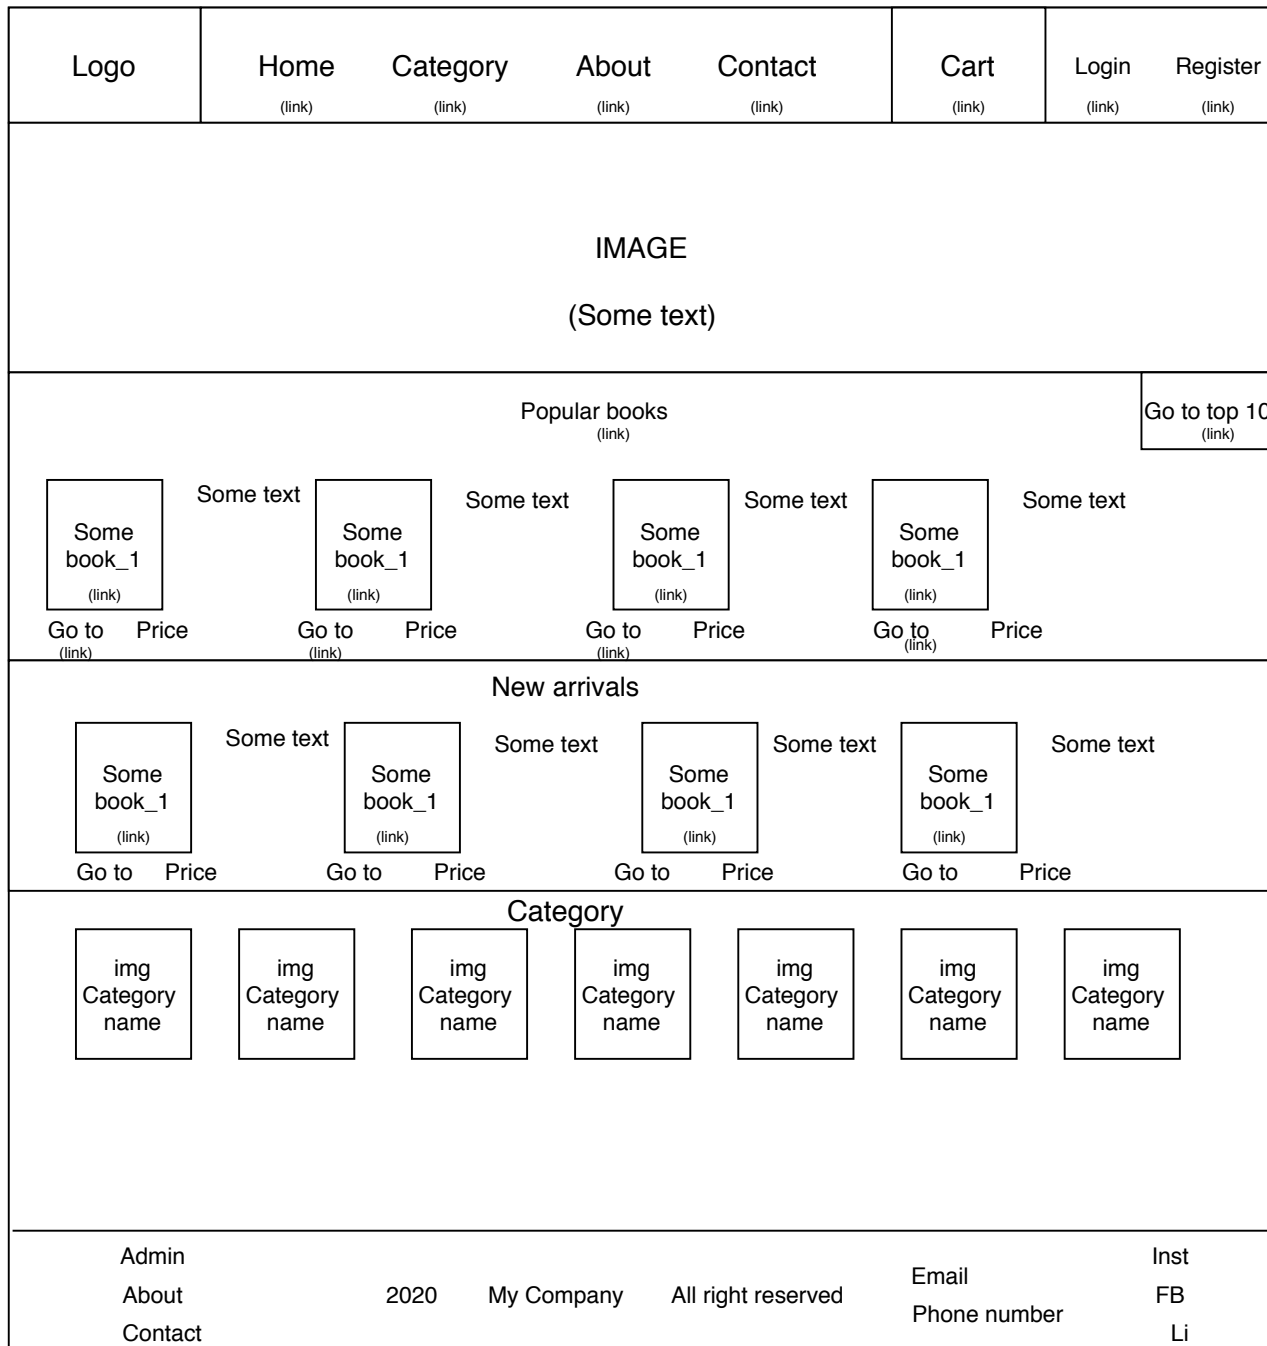 Logo Home Category About Contact Cart Login Register
(link) (link) (link) (link) (link) (link) (link)
IMAGE
(Some text)
Popular books
(link)
Go to top 10
(link)
Some text Some text Some text Some text
Some Some Some Some
book_1 book_1 book_1 book_1
(link) (link) (link) (link)
Go to Price Go to Price Go to Price Go to Price
(link) (link) (link) (link)
New arrivals
Some text Some text Some text Some text
Some Some Some Some
book_1 book_1 book_1 book_1
(link) (link) (link) (link)
Go to Price Go to Price Go to Price Go to Price
Category
img img img img img img img
Category Category Category Category Category Category Category
name name name name name name name
Admin
About
Contact
2020 My Company All right reserved
Email
Phone number
Inst
FB
Li